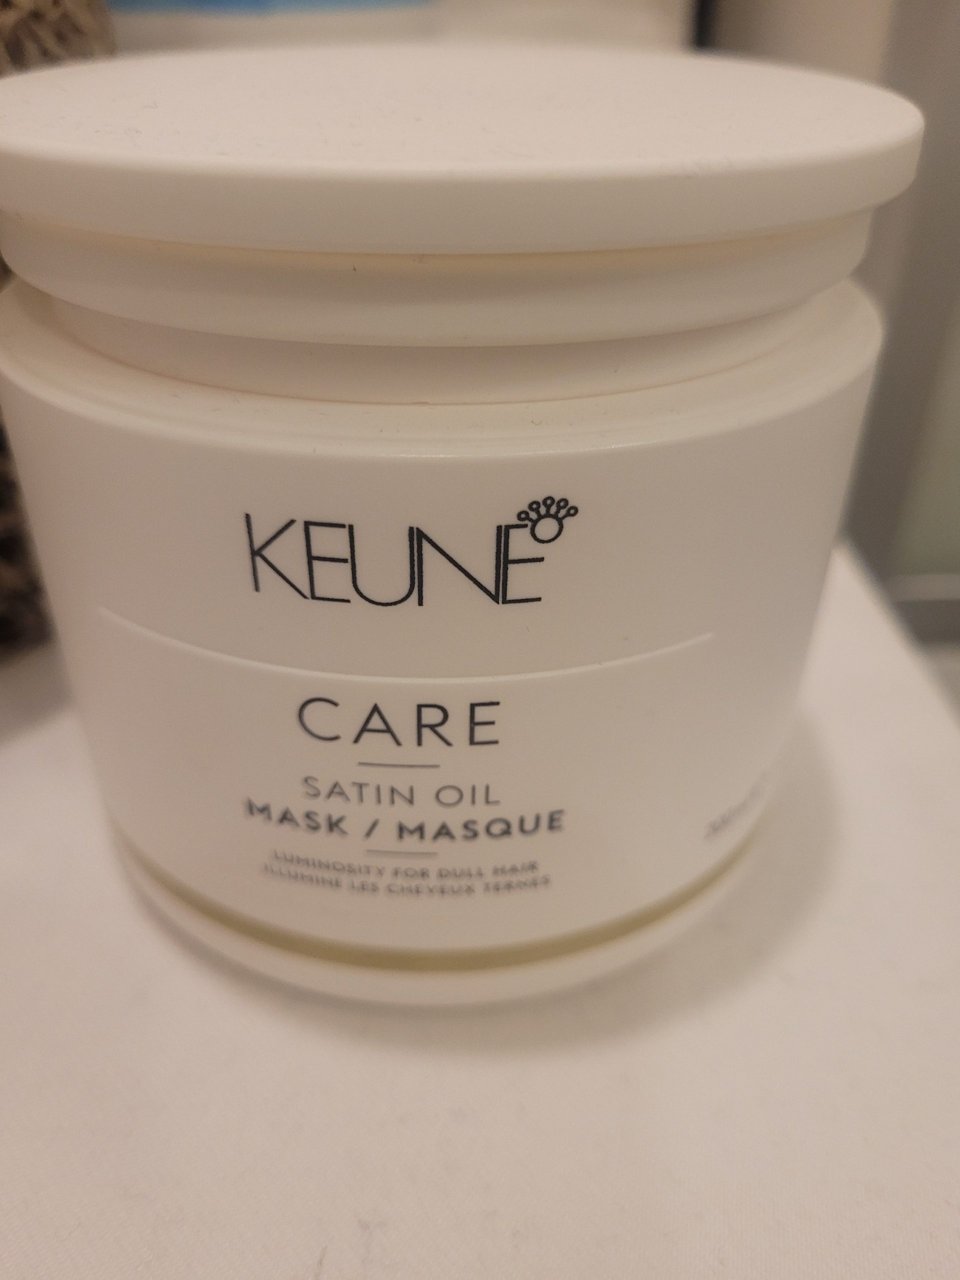 KEUNE
CARE
SATIN OIL
MASK / MASQUE
LUMINOSITY FOR DULL HAIR
ILLUMINE LES CHEVEUX TERNES